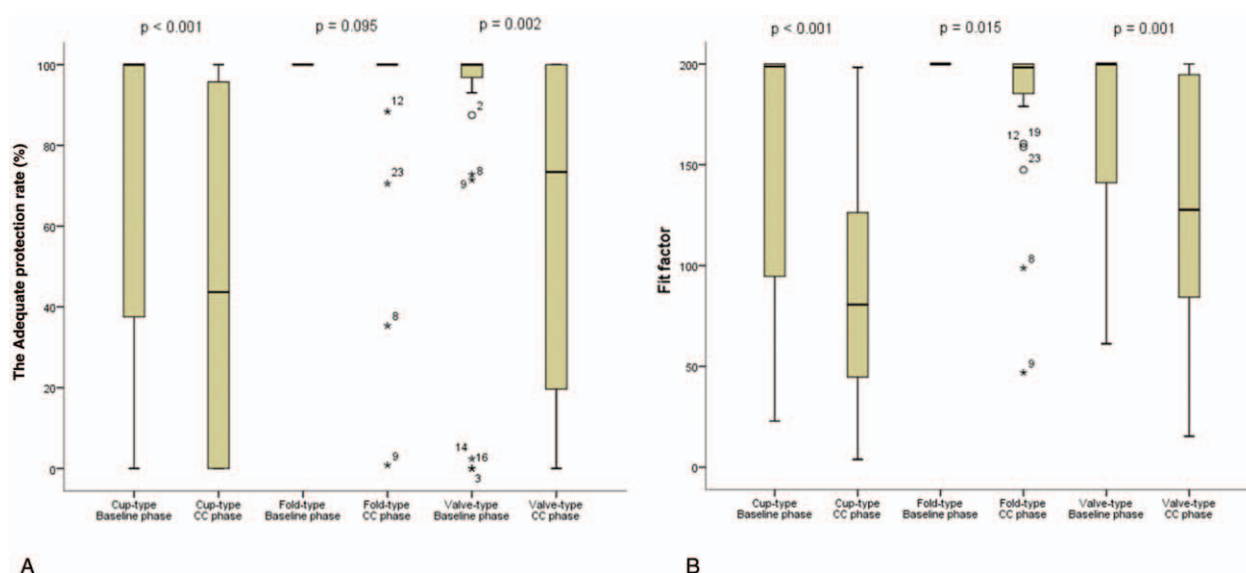 p < 0.001 p = 0.095 p = 0.002
The Adequate protection rate (%)
100
80
60
40
20
0
12
23
8
9
2
8
9
14
16
3
Cup-type Baseline phase
Cup-type CC phase
Fold-type Baseline phase
Fold-type CC phase
Valve-type Baseline phase
Valve-type CC phase
A
p < 0.001 p = 0.015 p = 0.001
Fit factor
200
150
100
50
0
12 19
23
8
9
Cup-type Baseline phase
Cup-type CC phase
Fold-type Baseline phase
Fold-type CC phase
Valve-type Baseline phase
Valve-type CC phase
B